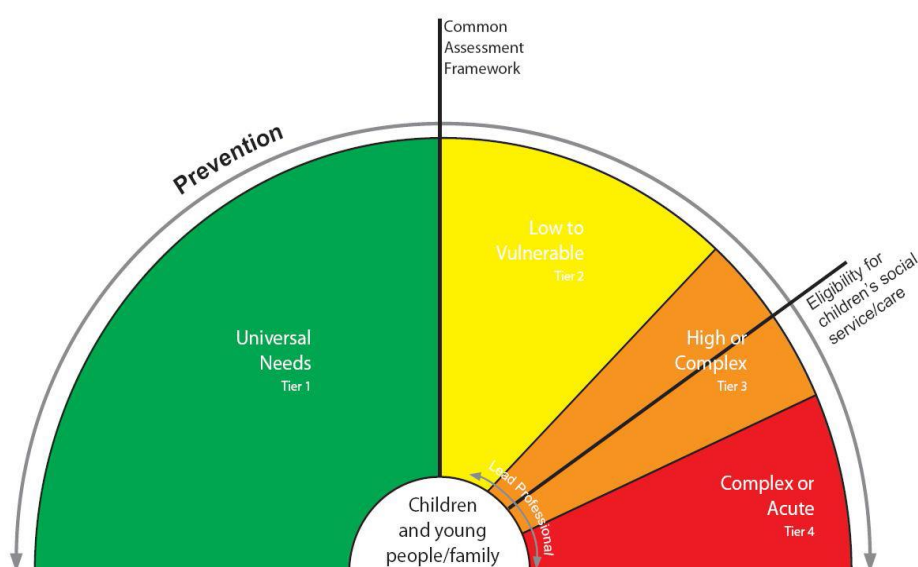 Common
Assessment
Framework
Prevention
Low to
Vulnerable
Tier 2
Eligibility for
children's social
service/care
Universal
Needs
Tier 1
High or
Complex
Tier 3
Lead Professional
Complex or
Acute
Tier 4
Children
and young
people/family